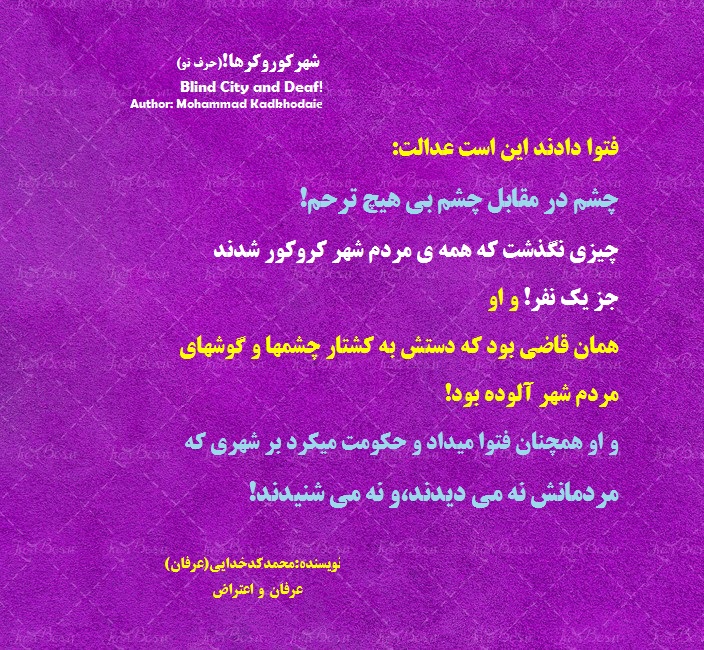 شهرکوروکرها!(حرف نو)
Blind City and Deaf!
Author: Mohammad Kadkhodaie
فتوا دادند این است عدالت:
چشم در مقابل چشم بی هیچ ترحم!
چیزی نگذشت که همه ی مردم شهر کروکور شدند
جز یک نفر! و او
همان قاضی بود که دستش به کشتار چشمها و گوشهای
مردم شهر آلوده بود!
و او همچنان فتوا میداد و حکومت میکرد بر شهری که
مردمانش نه می دیدند،و نه می شنیدند!
نویسنده:محمدکدخدایی(عرفان)
عرفان و اعتراض